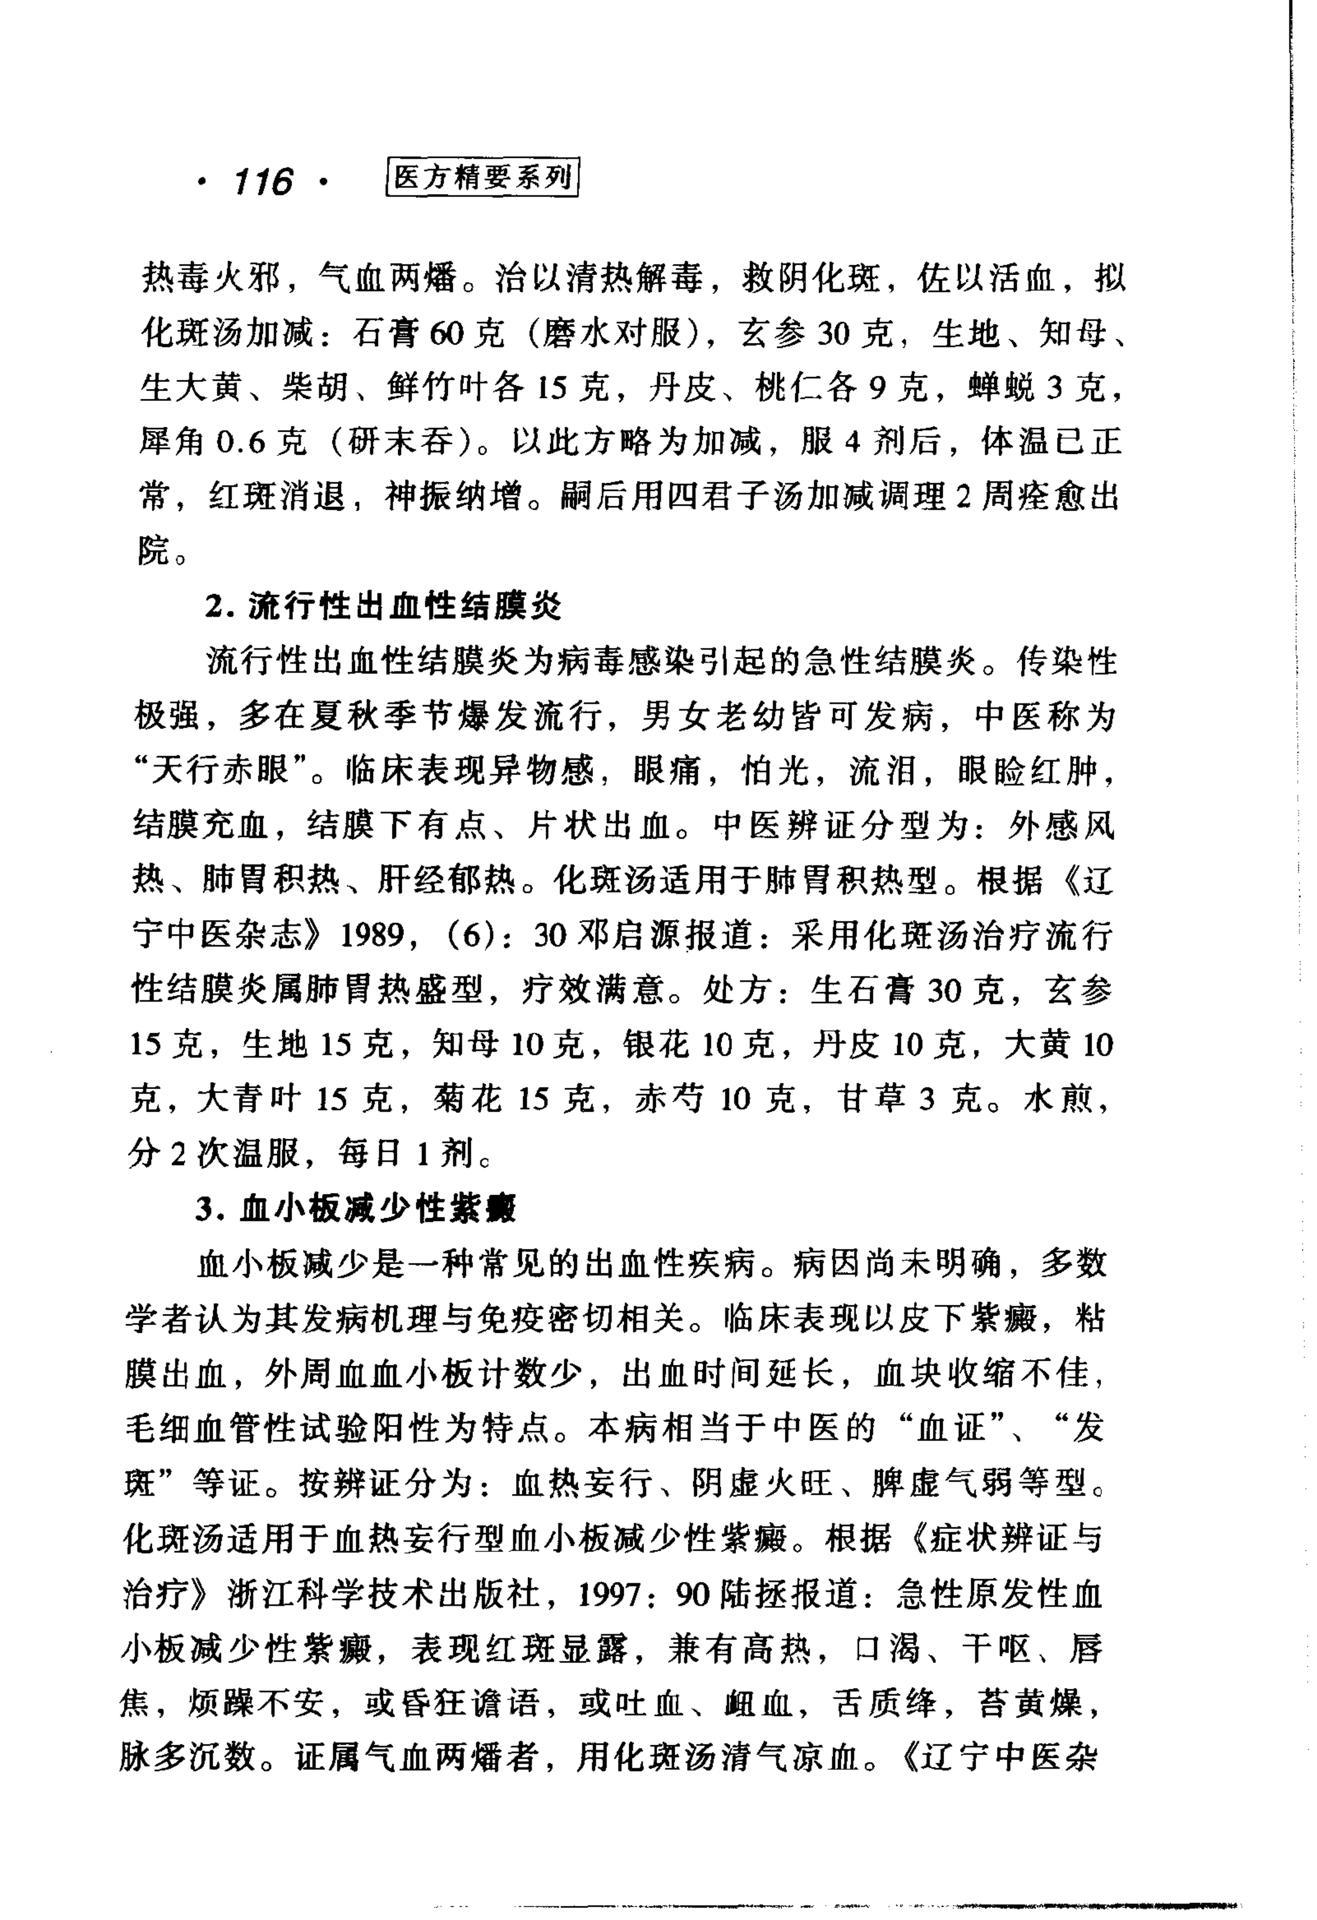 · 116 · 医方精要系列
热毒火邪，气血两燔。治以清热解毒，救阴化斑，佐以活血，拟
化斑汤加减：石膏 60 克（磨水对服），玄参 30 克，生地、知母、
生大黄、柴胡、鲜竹叶各 15 克，丹皮、桃仁各 9 克，蝉蜕 3 克，
犀角 0.6 克（研末吞）。以此方略为加减，服 4 剂后，体温已正
常，红斑消退，神振纳增。嗣后用四君子汤加减调理 2 周痊愈出
院。
2. 流行性出血性结膜炎
流行性出血性结膜炎为病毒感染引起的急性结膜炎。传染性
极强，多在夏秋季节爆发流行，男女老幼皆可发病，中医称为
“天行赤眼”。临床表现异物感，眼痛，怕光，流泪，眼睑红肿，
结膜充血，结膜下有点、片状出血。中医辨证分型为：外感风
热、肺胃积热、肝经郁热。化斑汤适用于肺胃积热型。根据《辽
宁中医杂志》1989，（6）：30 邓启源报道：采用化斑汤治疗流行
性结膜炎属肺胃热盛型，疗效满意。处方：生石膏 30 克，玄参
15 克，生地 15 克，知母 10 克，银花 10 克，丹皮 10 克，大黄 10
克，大青叶 15 克，菊花 15 克，赤芍 10 克，甘草 3 克。水煎，
分 2 次温服，每日 1 剂。
3. 血小板减少性紫癜
血小板减少是一种常见的出血性疾病。病因尚未明确，多数
学者认为其发病机理与免疫密切相关。临床表现以皮下紫癜，粘
膜出血，外周血血小板计数少，出血时间延长，血块收缩不佳，
毛细血管性试验阳性为特点。本病相当于中医的“血证”、“发
斑”等证。按辨证分为：血热妄行、阴虚火旺、脾虚气弱等型。
化斑汤适用于血热妄行型血小板减少性紫癜。根据《症状辨证与
治疗》浙江科学技术出版社，1997：90 陆拯报道：急性原发性血
小板减少性紫癜，表现红斑显露，兼有高热，口渴、干呕、唇
焦，烦躁不安，或昏狂谵语，或吐血、衄血，舌质绛，苔黄燥，
脉多沉数。证属气血两燔者，用化斑汤清气凉血。《辽宁中医杂